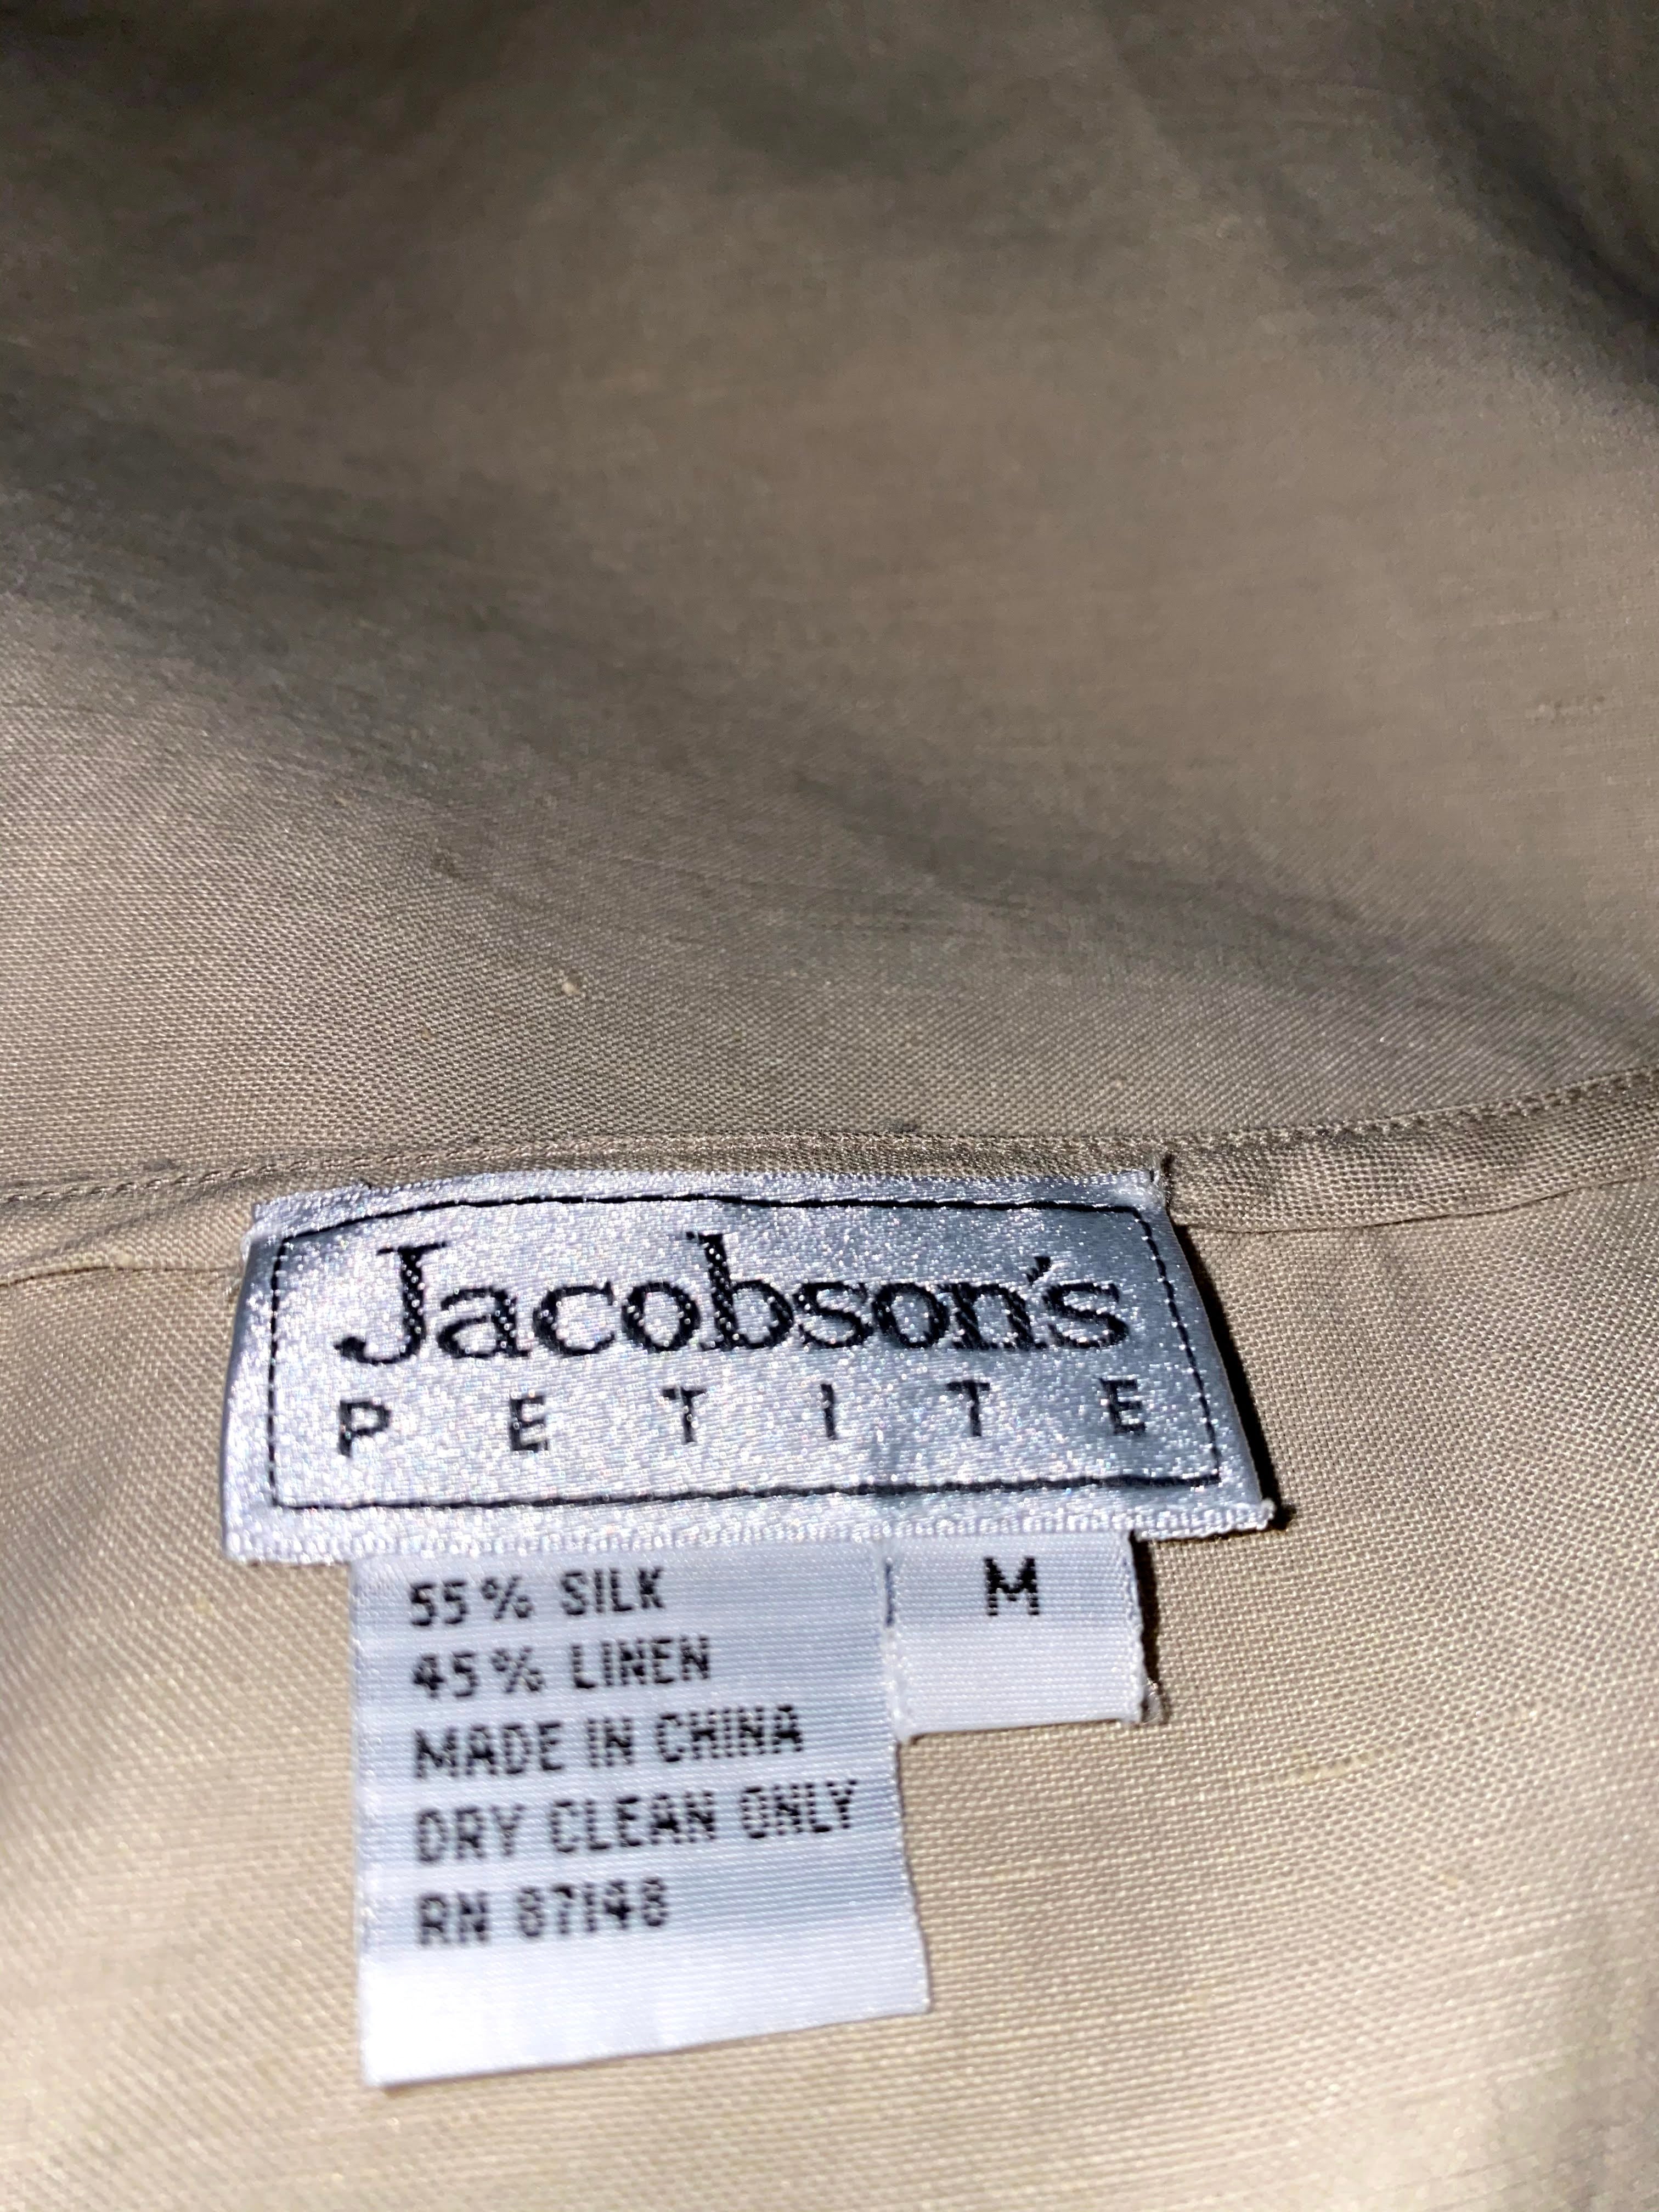 Jacobson's
PETITE
55% SILK
45% LINEN
MADE IN CHINA
DRY CLEAN ONLY
RN 87148
M